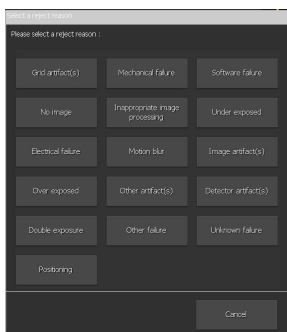 Select a reject reason
Please select a reject reason :
Grid artifact(s)
Mechanical failure
Software failure
No image
Inappropriate image
processing
Under exposed
Electrical failure
Motion blur
Image artifact(s)
Over exposed
Other artifact(s)
Detector artifact(s)
Double exposure
Other failure
Unknown failure
Positioning
Cancel